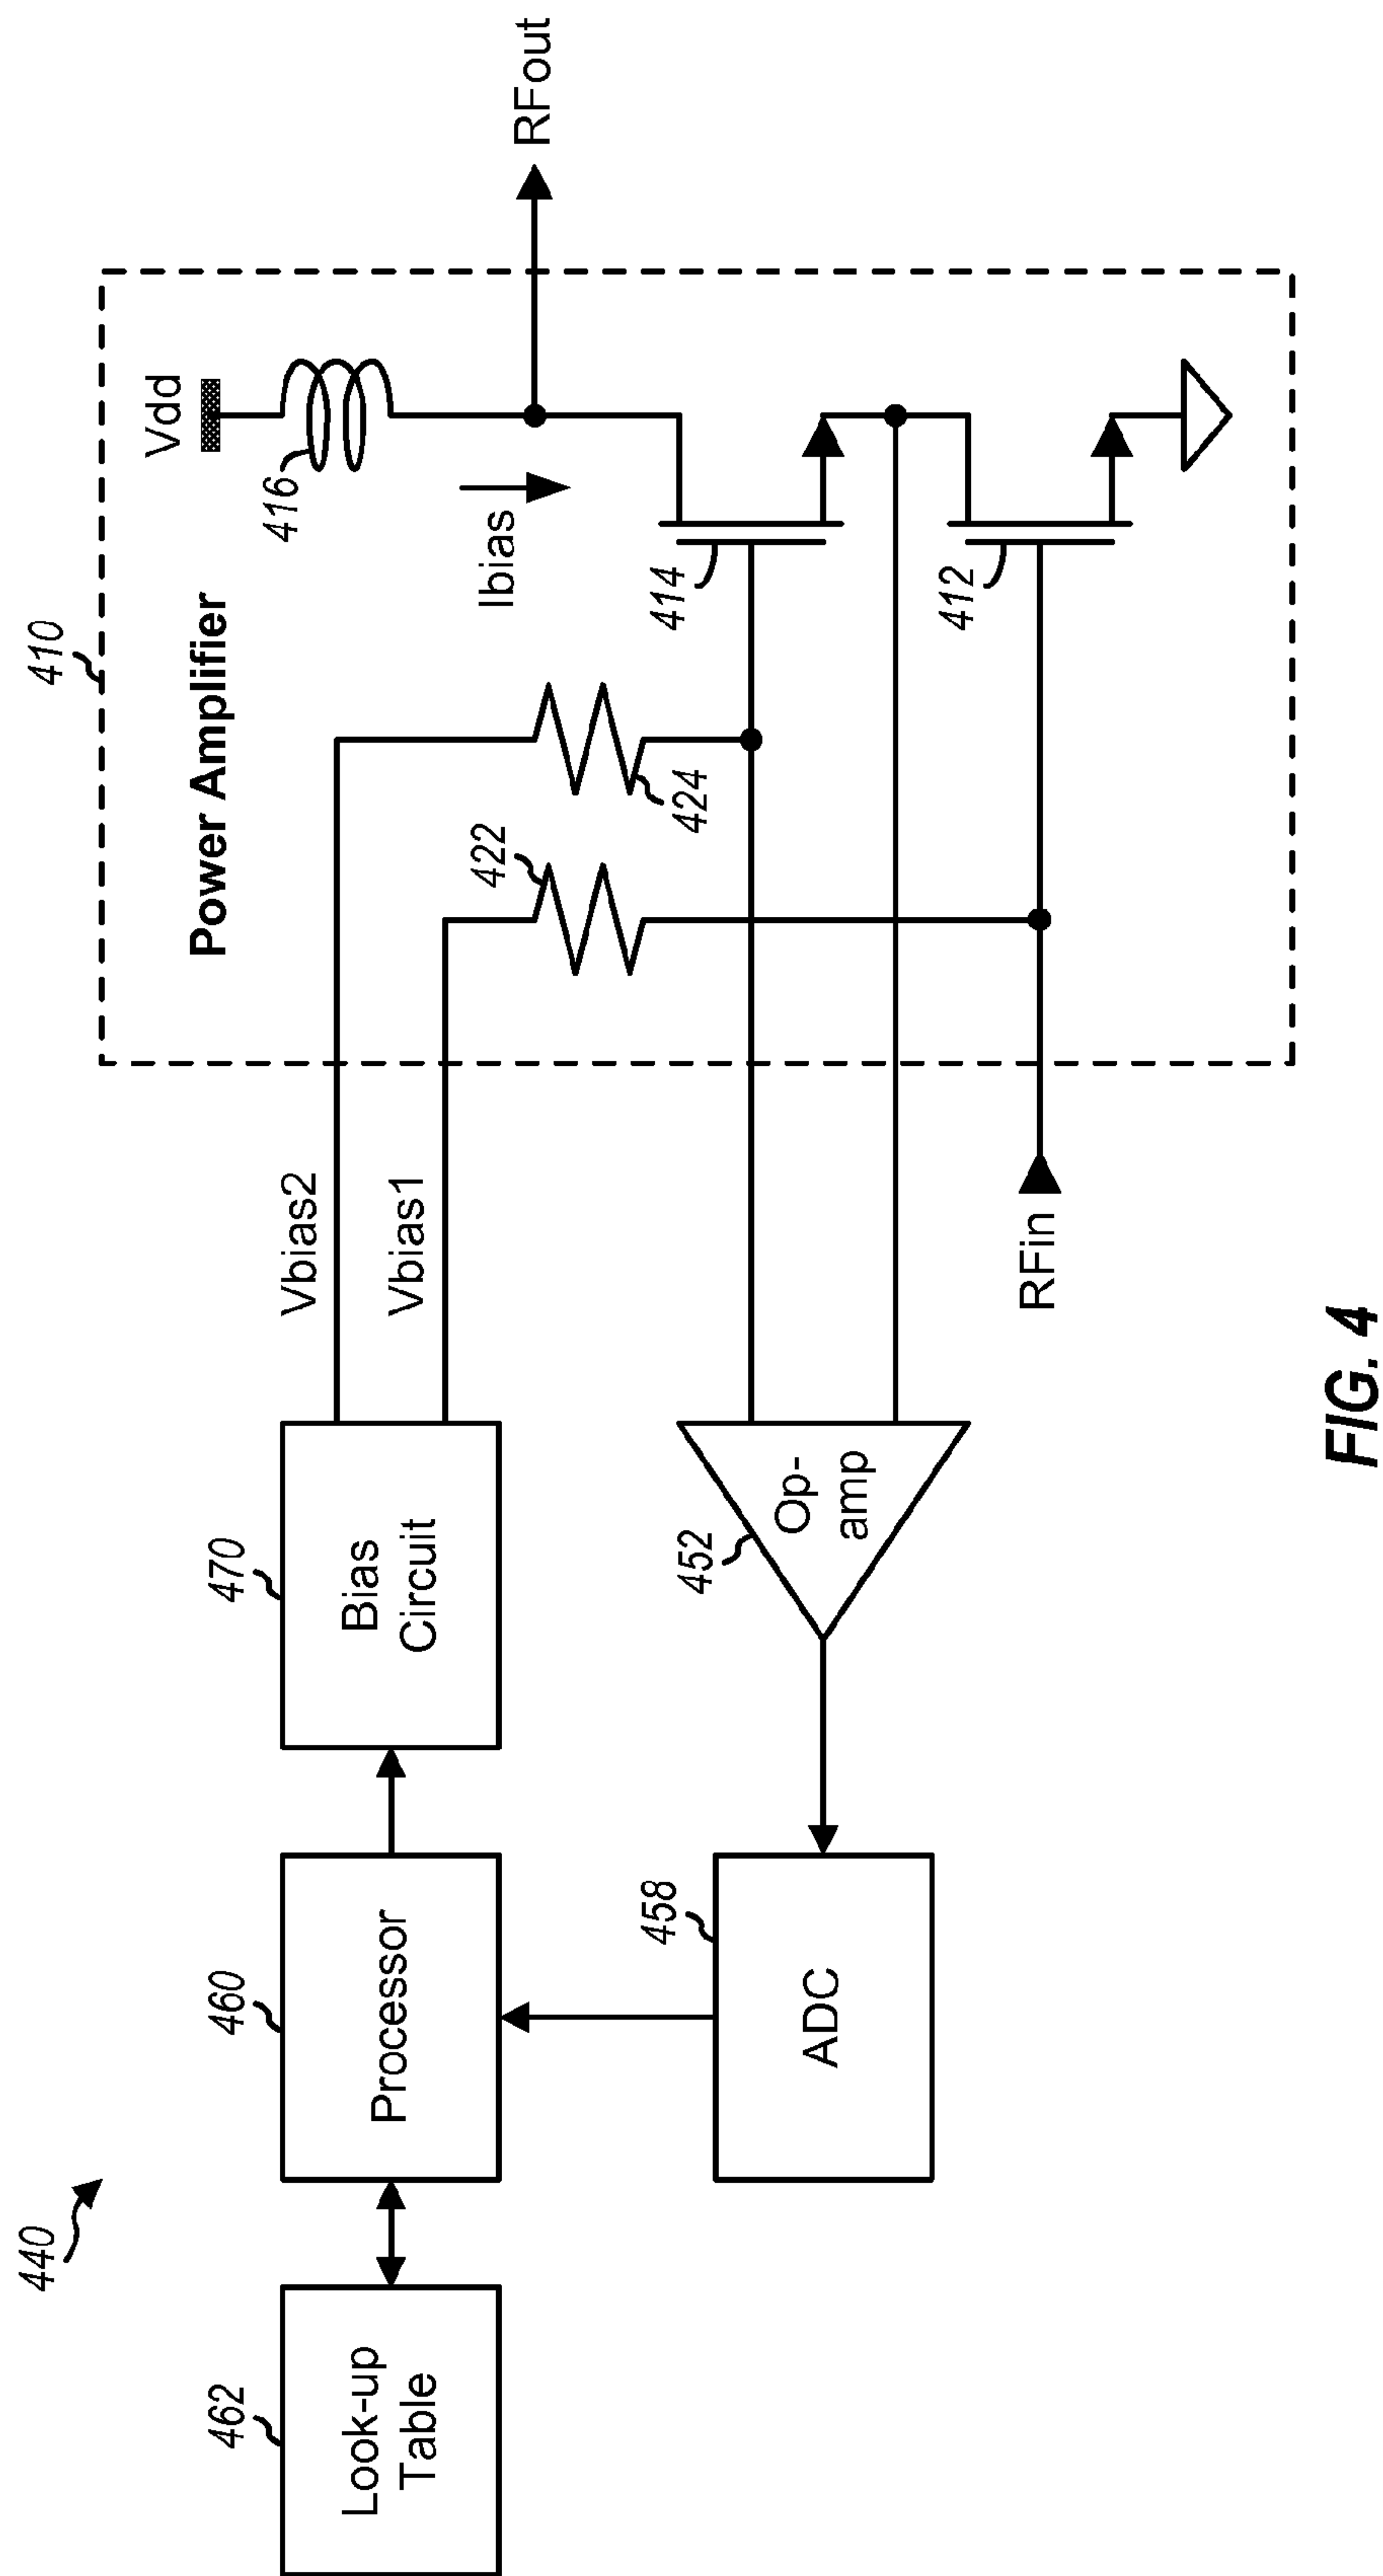 440
410
Power Amplifier
Vdd
416
462
Look-up
Table
460
Processor
470
Bias
Circuit
Vbias2
Vbias1
422
424
Ibias
RFout
414
412
458
ADC
452
Op-
amp
RFin
FIG. 4